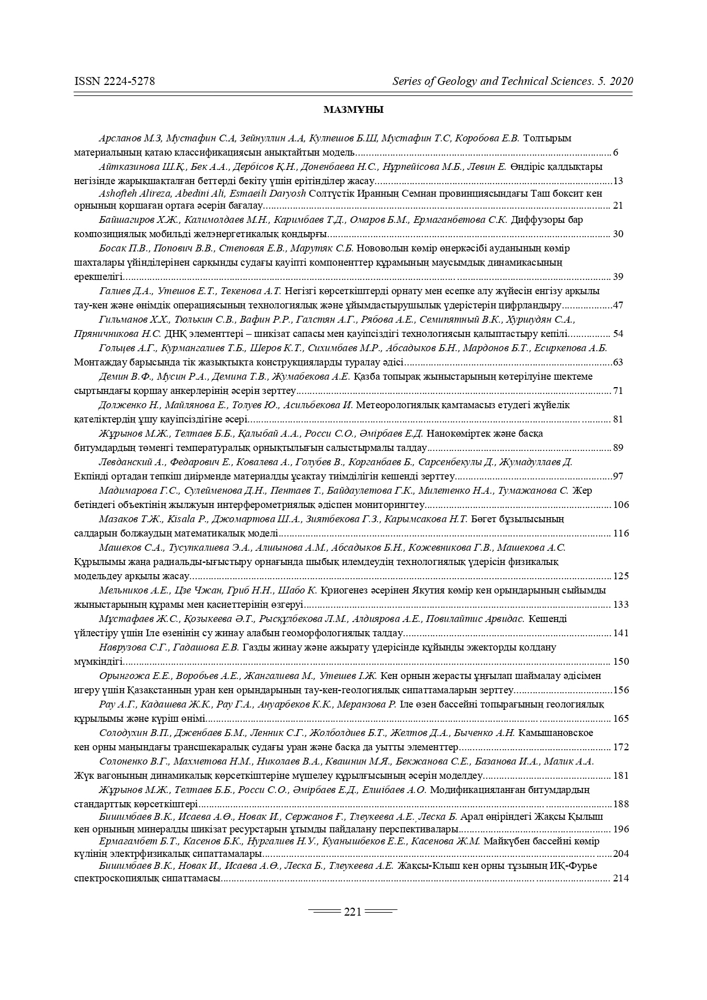 ISSN 2224-5278 Series of Geology and Technical Sciences. 5. 2020
МАЗМҰНЫ
Арсланов М.З, Мустафин С.А, Зейнуллин А.А, Кулпешов Б.Ш, Мустафин Т.С, Коробова Е.В. Толтырым
материалының қатаю классификациясын анықтайтын модель...6
Айтказинова Ш.Қ., Бек А.А., Дербісов Қ.Н., Доненбаева Н.С., Нұрпейісова М.Б., Левин Е. Өндіріс қалдықтары
негізінде жарықшақталған беттерді бекіту үшін ерітінділер жасау...13
Ashofteh Alireza, Abedini Ali, Esmaeili Daryosh Солтүстік Иранның Семнан провинциясындағы Таш боксит кен
орнының қоршаған ортаға әсерін бағалау... 21
Байшагиров Х.Ж., Калимолдаев М.Н., Каримбаев Т.Д., Омаров Б.М., Ермаганбетова С.К. Диффузоры бар
композициялық мобильді желэнергетикалық қондырғы... 30
Босак П.В., Попович В.В., Степовая Е.В., Марутяк С.Б. Нововолын көмір өнеркәсібі ауданының көмір
шахталары үйінділерінен сарқынды судағы қауіпті компоненттер құрамының маусымдық динамикасының
ерекшелігі... 39
Галиев Д.А., Утешов Е.Т., Текенова А.Т. Негізгі көрсеткіштерді орнату мен есепке алу жүйесін енгізу арқылы
тау-кен және өнімдік операциясының технологиялық және ұйымдастырушылық үдерістерін цифрландыру...47
Гильманов Х.Х., Тюлькин С.В., Вафин Р.Р., Галстян А.Г., Рябова А.Е., Семипятный В.К., Хуршудян С.А.,
Пряничникова Н.С. ДНҚ элементтері – шикізат сапасы мен қауіпсіздігі технологиясын қалыптастыру кепілі... 54
Гольцев А.Г., Курмангалиев Т.Б., Шеров К.Т., Сихимбаев М.Р., Абсадыков Б.Н., Мардонов Б.Т., Есиркепова А.Б.
Монтаждау барысында тік жазықтықта конструкцияларды туралау әдісі...63
Демин В.Ф., Мусин Р.А., Демина Т.В., Жумабекова А.Е. Қазба топырақ жыныстарының көтерілуіне шектеме
сыртындағы қоршау анкерлерінің әсерін зерттеу... 71
Долженко Н., Майлянова Е., Толуев Ю., Асильбекова И. Метеорологиялық қамтамасыз етудегі жүйелік
қателіктердің ұшу қауіпсіздігіне әсері... 81
Жұрынов М.Ж., Телтаев Б.Б., Қалыбай А.А., Росси С.О., Әмірбаев Е.Д. Нанокөміртек және басқа
битумдардың төменгі температуралық орнықтылығын салыстырмалы талдау... 89
Левданский А., Федарович Е., Ковалева А., Голубев В., Корганбаев Б., Сарсенбекулы Д., Жумадуллаев Д.
Екпінді ортадан тепкіш диірменде материалды ұсақтау тиімділігін кешенді зерттеу...97
Мадимарова Г.С., Сулейменова Д.Н., Пентаев Т., Байдаулетова Г.К., Милетенко Н.А., Тумажанова С. Жер
бетіндегі объектінің жылжуын интерферометриялық әдіспен мониторингтеу... 106
Мазаков Т.Ж., Kisala P., Джомартова Ш.А., Зиятбекова Г.З., Карымсакова Н.Т. Бөгет бұзылысының
салдарын болжаудың математикалық моделі... 116
Машеков С.А., Тусупкалиева Э.А., Алшынова А.М., Абсадыков Б.Н., Кожевникова Г.В., Машекова А.С.
Құрылымы жаңа радиальды-ығыстыру орнағында шыбық илемдеудің технологиялық үдерісін физикалық
модельдеу арқылы жасау... 125
Мельников А.Е., Цзе Чжан, Гриб Н.Н., Шабо К. Криогенез әсерінен Якутия көмір кен орындарының сыйымды
жыныстарының құрамы мен қасиеттерінің өзгеруі... 133
Мұстафаев Ж.С., Қозыкеева Ә.Т., Рысқұлбекова Л.М., Алдиярова А.Е., Повилайтис Арвидас. Кешенді
үйлестіру үшін Іле өзенінің су жинау алабын геоморфологиялық талдау... 141
Наврузова С.Г., Гадашова Е.В. Газды жинау және ажырату үдерісінде құйынды эжекторды қолдану
мүмкіндігі... 150
Орынғожа Е.Е., Воробьев А.Е., Жангалиева М., Утешев І.Ж. Кен орнын жерасты ұңғылап шаймалау әдісімен
игеру үшін Қазақстанның уран кен орындарының тау-кен-геологиялық сипаттамаларын зерттеу...156
Рау А.Г., Кадашева Ж.К., Рау Г.А., Ануарбеков К.К., Меранзова Р. Іле өзен бассейні топырағының геологиялық
құрылымы және күріш өнімі... 165
Солодухин В.П., Дженбаев Б.М., Ленник С.Г., Жолболдиев Б.Т., Желтов Д.А., Быченко А.Н. Камышановское
кен орны маңындағы трансшекаралық судағы уран және басқа да уытты элементтер... 172
Солоненко В.Г., Махметова Н.М., Николаев В.А., Квашнин М.Я., Бекжанова С.Е., Базанова И.А., Малик А.А.
Жүк вагонының динамикалық көрсеткіштеріне мүшелеу құрылғысының әсерін моделдеу... 181
Жұрынов М.Ж., Телтаев Б.Б., Росси С.О., Әмірбаев Е.Д., Елшібаев А.О. Модификацияланған битумдардың
стандарттық көрсеткіштері...188
Бишимбаев В.К., Исаева А.Ө., Новак И., Сержанов Ғ., Тлеукеева А.Е., Леска Б. Арал өңіріндегі Жақсы Қылыш
кен орнының минералды шикізат ресурстарын ұтымды пайдалану перспективалары... 196
Ермагамбет Б.Т., Касенов Б.К., Нургалиев Н.У., Куанышбеков Е.Е., Касенова Ж.М. Майкүбен бассейні көмір
күлінің электрфизикалық сипаттамалары...204
Бишимбаев В.К., Новак И., Исаева А.Ө., Леска Б., Тлеукеева А.Е. Жақсы-Клыш кен орны тұзының ИҚ-Фурье
спектроскопиялық сипаттамасы... 214
221